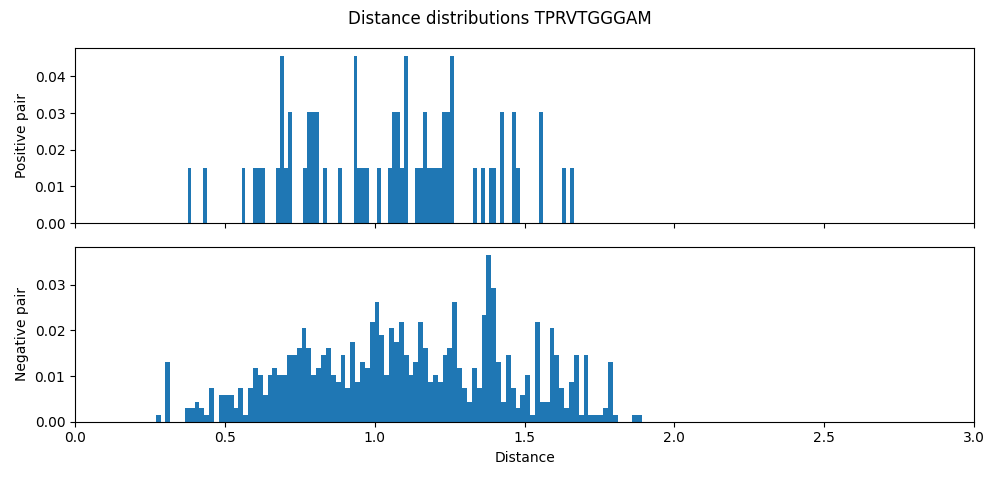 Distance distributions TPRVTGGGAM
0.04
0.03
0.02
0.01
0.00
Positive pair
0.03
0.02
0.01
0.00
Negative pair
0.0 0.5 1.0 1.5 2.0 2.5 3.0
Distance